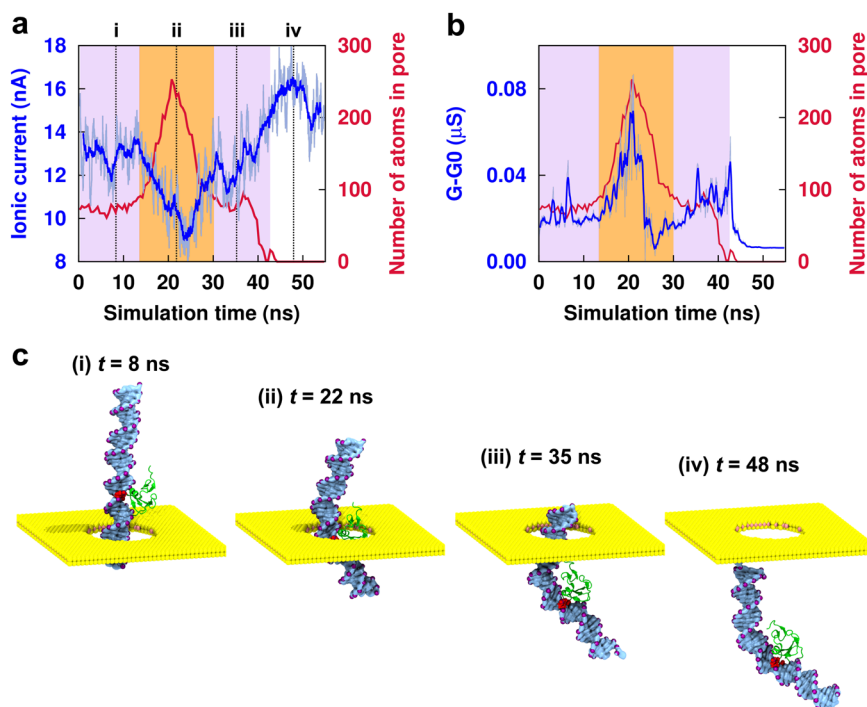 a
i ii iii iv
Ionic current (nA)
18
16
14
12
10
8
300
200
100
0
Number of atoms in pore
0 10 20 30 40 50
Simulation time (ns)
b
G-G0 (μS)
0.08
0.04
0.00
300
200
100
0
Number of atoms in pore
0 10 20 30 40 50
Simulation time (ns)
c
(i) t = 8 ns
(ii) t = 22 ns
(iii) t = 35 ns
(iv) t = 48 ns